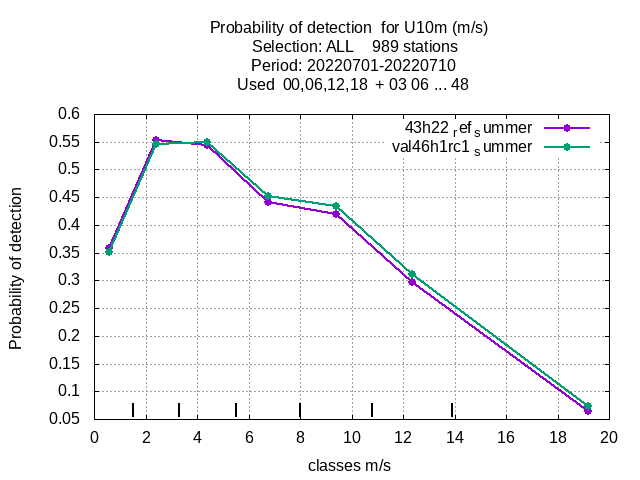 Probability of detection for U10m (m/s)
Selection: ALL 989 stations
Period: 20220701-20220710
Used 00,06,12,18 + 03 06 ... 48
43h22 ref summer
val46h1rc1 summer
Probability of detection
0.6
0.55
0.5
0.45
0.4
0.35
0.3
0.25
0.2
0.15
0.1
0.05
0 2 4 6 8 10 12 14 16 18 20
classes m/s